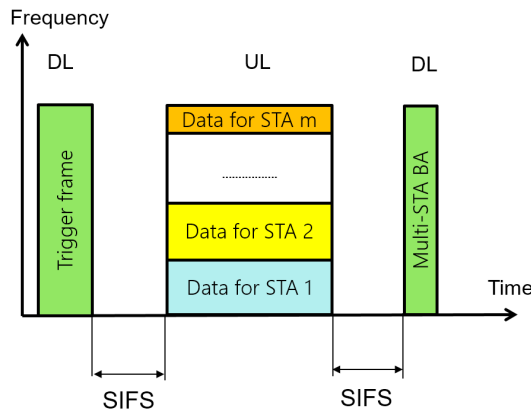 Frequency
DL
UL
DL
Trigger frame
Data for STA m
.................
Data for STA 2
Data for STA 1
Multi-STA BA
Time
SIFS
SIFS